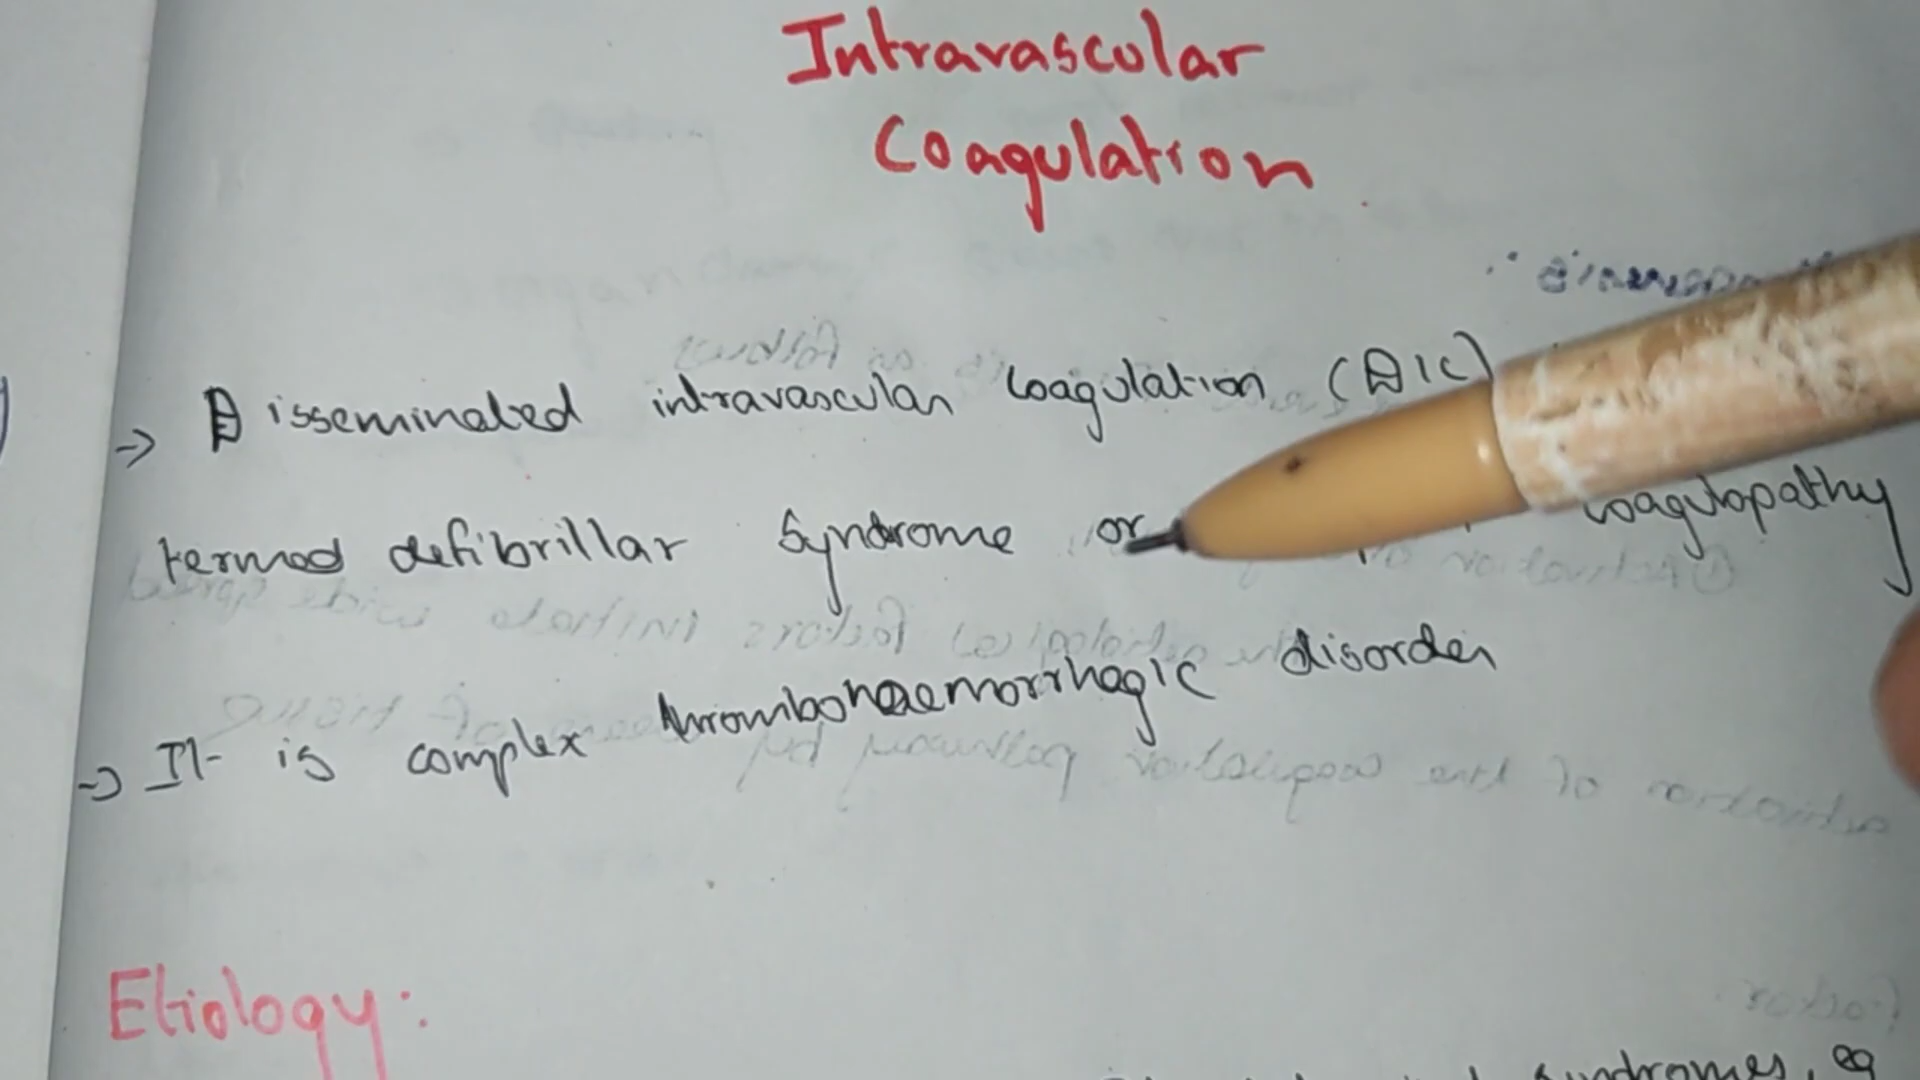 Intravascular
Coagulation
→ Disseminated intravascular coagulation (DIC)
termed defibrillar Syndrome or coagulopathy
→ It is complex thrombohaemorrhagic disorder
Etiology:
syndromes, eg